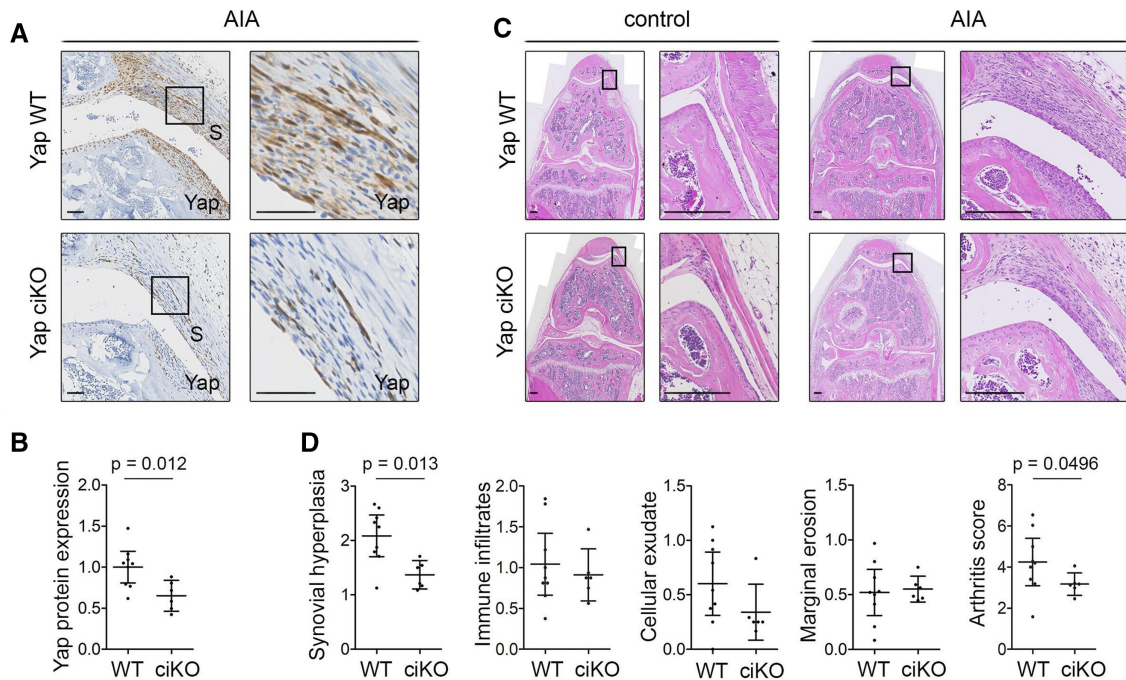 A
AIA
Yap WT
S
Yap
Yap
Yap ciKO
S
Yap
Yap
C
control
AIA
Yap WT
Yap ciKO
B
p = 0.012
Yap protein expression
2.0
1.5
1.0
0.5
0.0
WT ciKO
D
p = 0.013
Synovial hyperplasia
3
2
1
0
WT ciKO
Immune infiltrates
2.0
1.5
1.0
0.5
0.0
WT ciKO
Cellular exudate
1.5
1.0
0.5
0.0
WT ciKO
Marginal erosion
1.5
1.0
0.5
0.0
WT ciKO
p = 0.0496
Arthritis score
8
6
4
2
0
WT ciKO